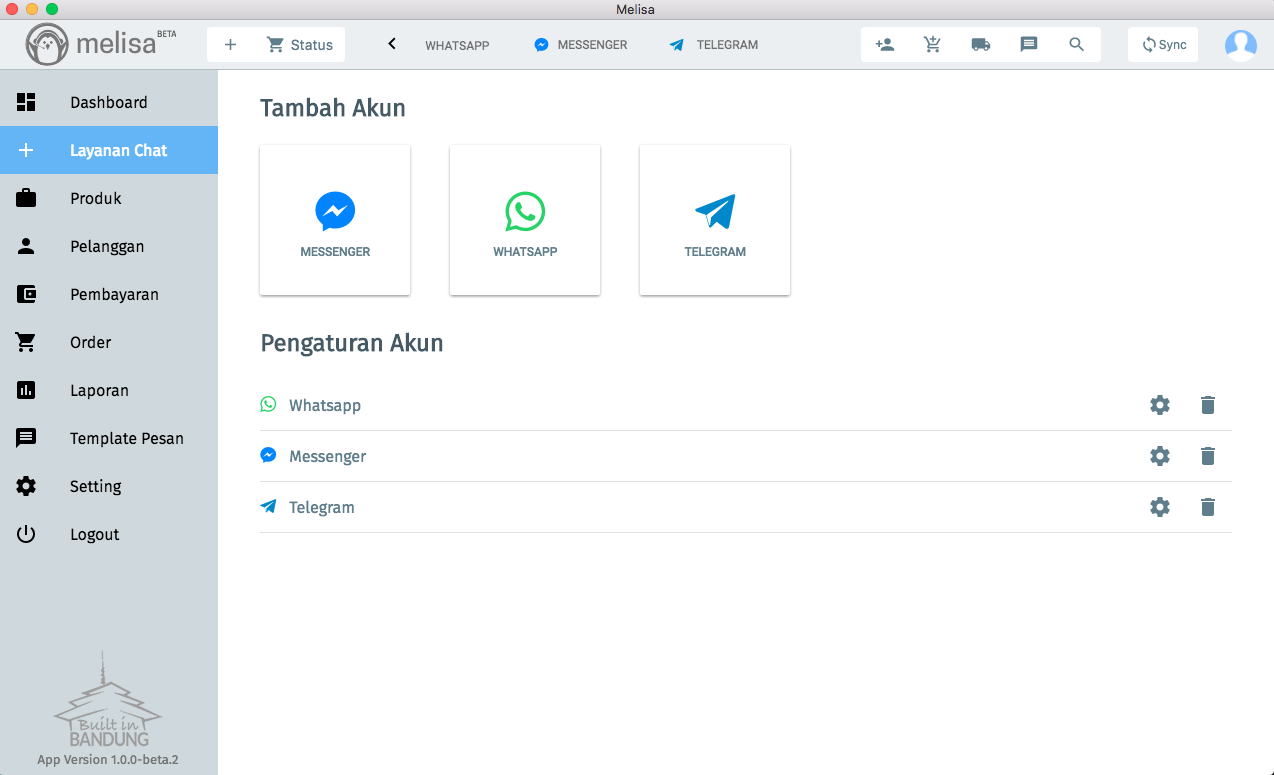 Melisa
melisa BETA
Status
WHATSAPP
MESSENGER
TELEGRAM
Sync
Dashboard
Layanan Chat
Produk
Pelanggan
Pembayaran
Order
Laporan
Template Pesan
Setting
Logout
Built in
BANDUNG
App Version 1.0.0-beta.2
Tambah Akun
MESSENGER
WHATSAPP
TELEGRAM
Pengaturan Akun
Whatsapp
Messenger
Telegram